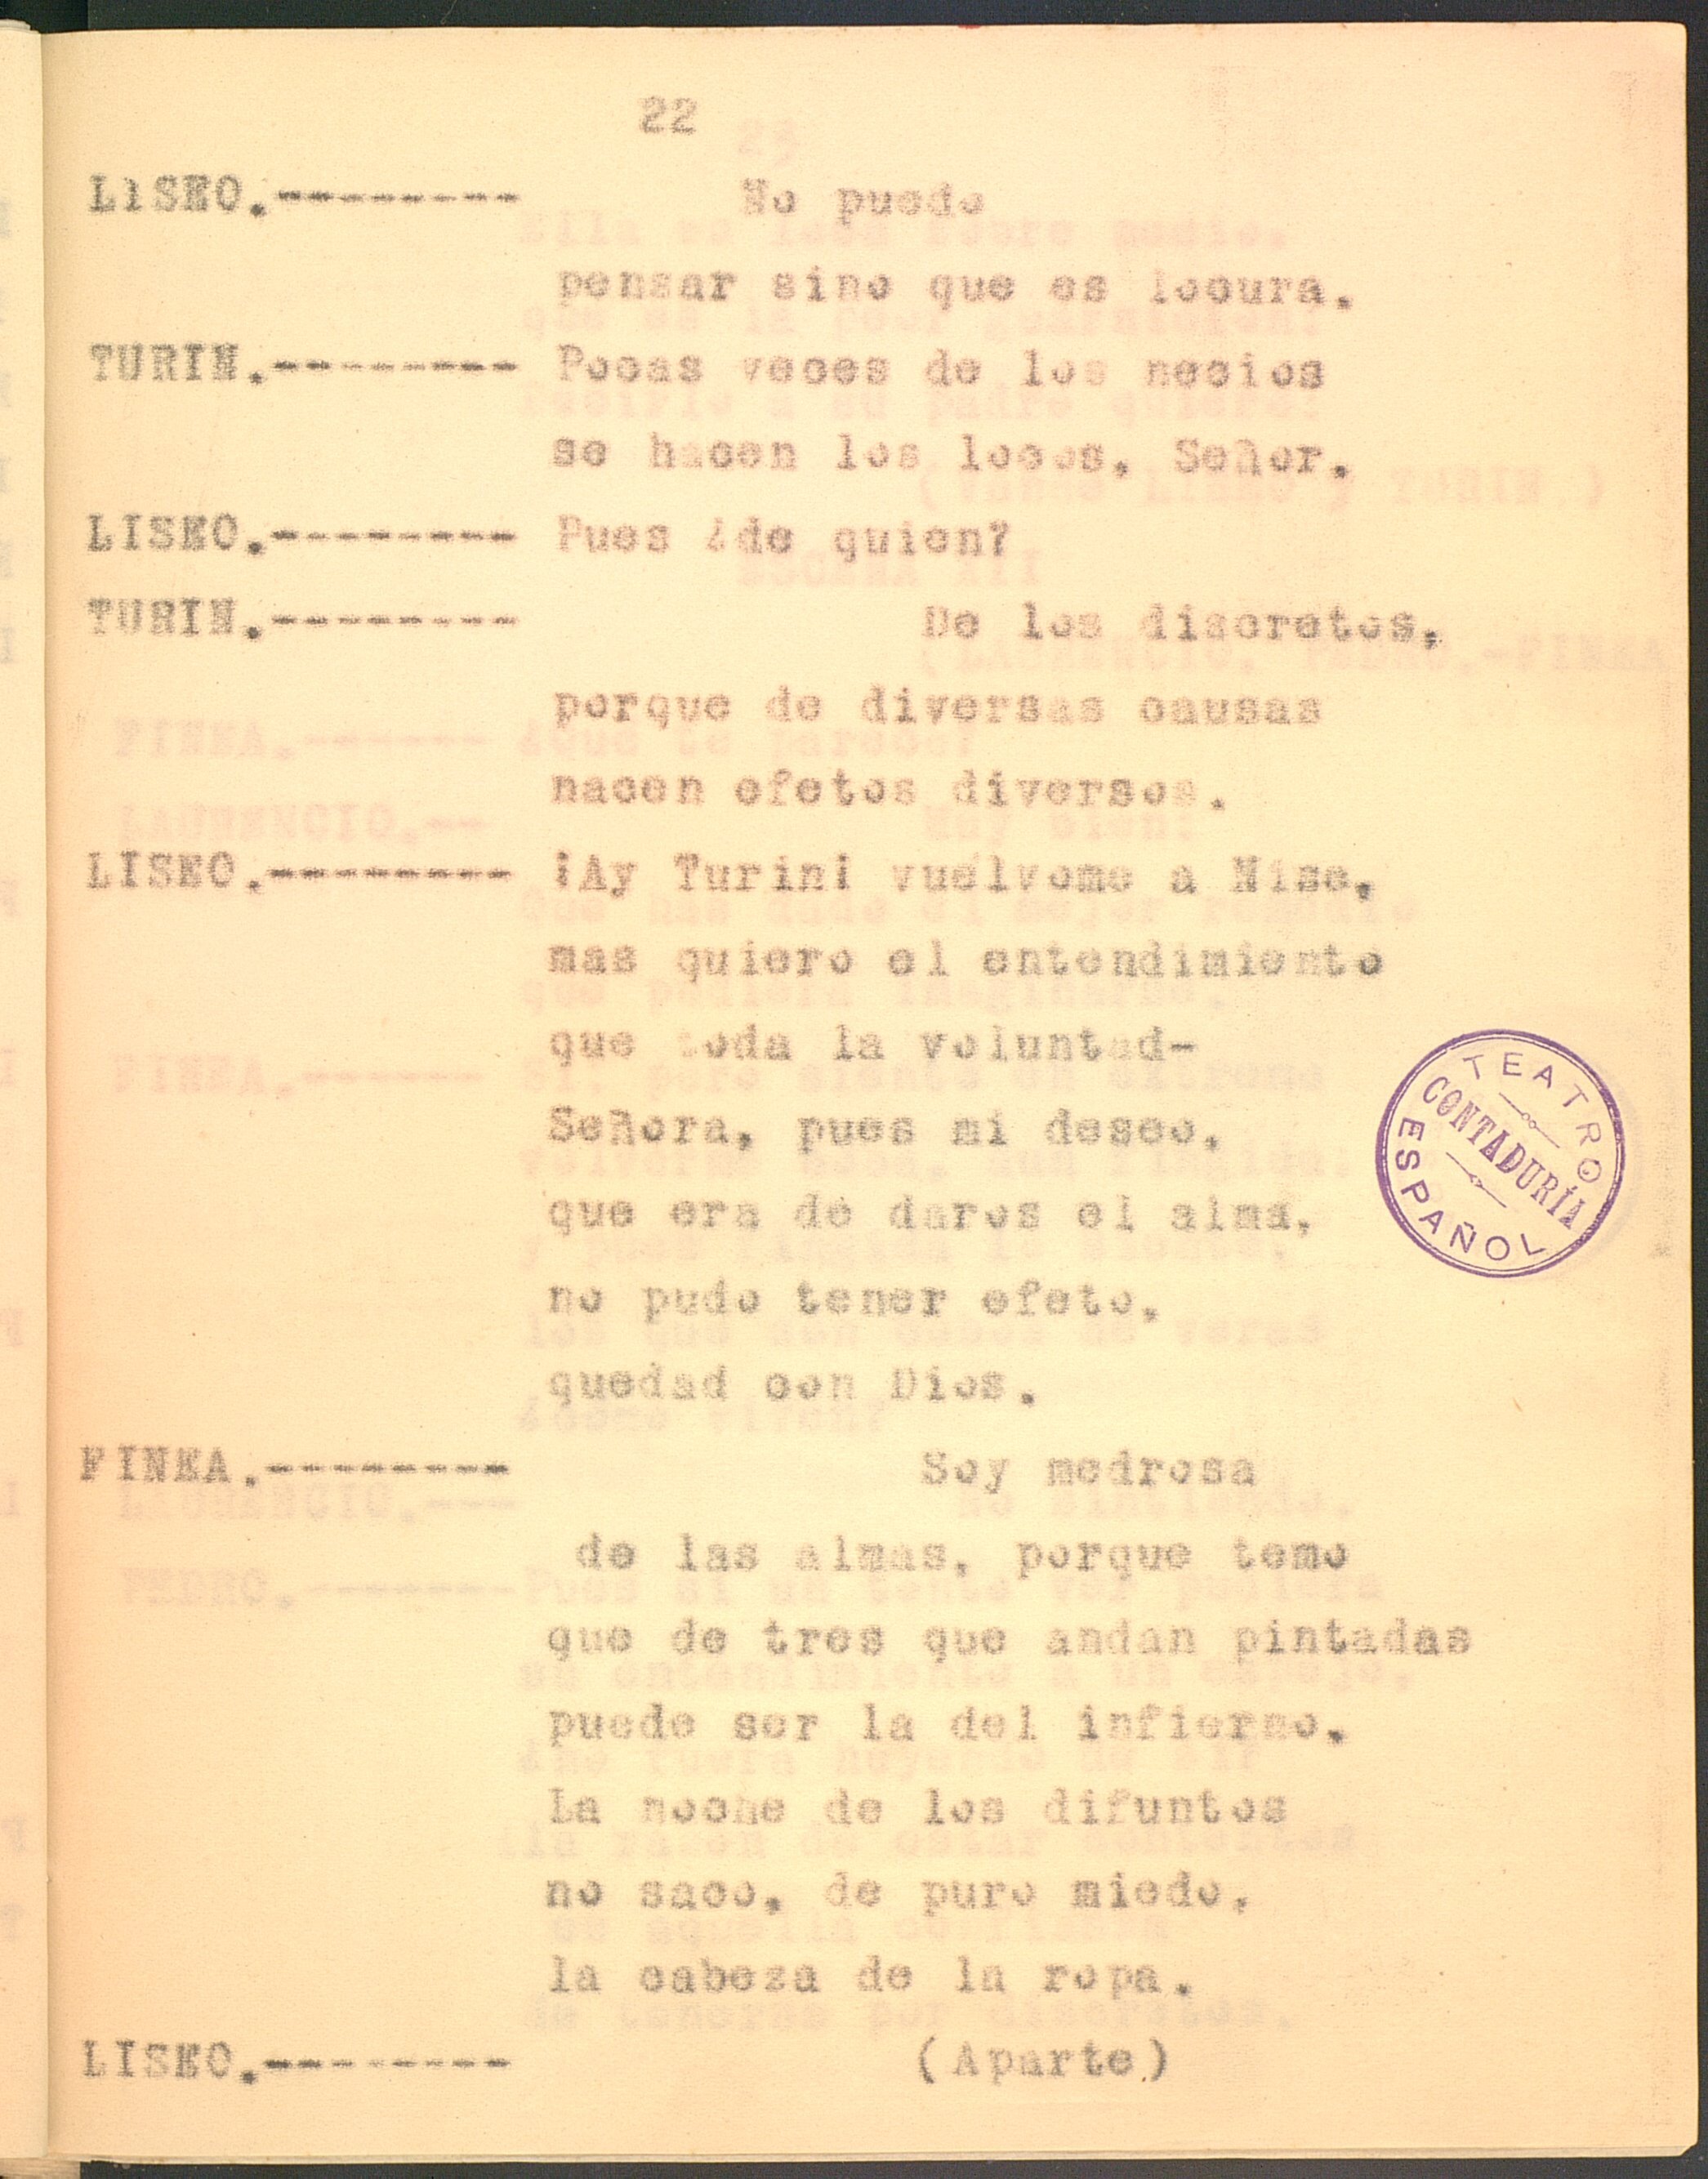 22
LISEO.-------- No puedo
pensar sino que es locura.
TURIN.-------- Pocas veces de los necios
se hacen los locos. Señor.
LISEO.-------- Pues ¿de quien?
TURIN.-------- De los discretos,
porque de diversas causas
nacen efetos diversos.
LISEO.-------- ¡Ay Turin! vuelvome a Nise,
mas quiero el entendimiento
que toda la voluntad-
Señora, pues mi deseo,
que era de daros el alma,
no pudo tener efeto,
quedad con Dios.
FINEA.-------- Soy medrosa
de las almas, porque temo
que de tres que andan pintadas
puede ser la del infierno.
La noche de los difuntos
no saco, de puro miedo,
la cabeza de la ropa.
LISEO.-------- (Aparte)
TEATRO ESPAÑOL
CONTADURÍA